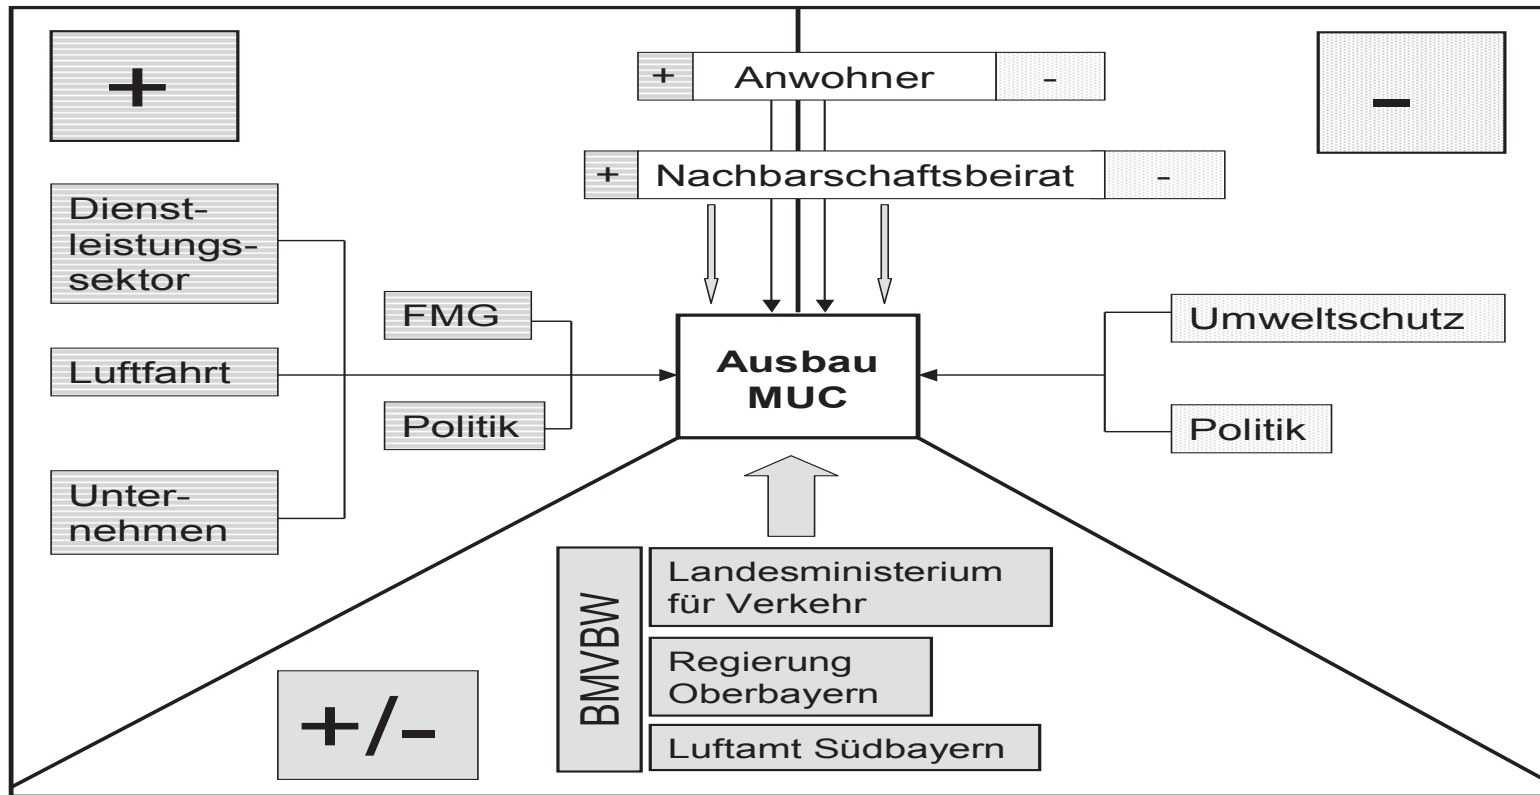 +
+ Anwohner -
-
+ Nachbarschaftsbeirat -
Dienst-
leistungs-
sektor
FMG
Luftfahrt
Politik
Unter-
nehmen
Ausbau
MUC
Umweltschutz
Politik
BMVBW
Landesministerium
für Verkehr
Regierung
Oberbayern
Luftamt Südbayern
+/-